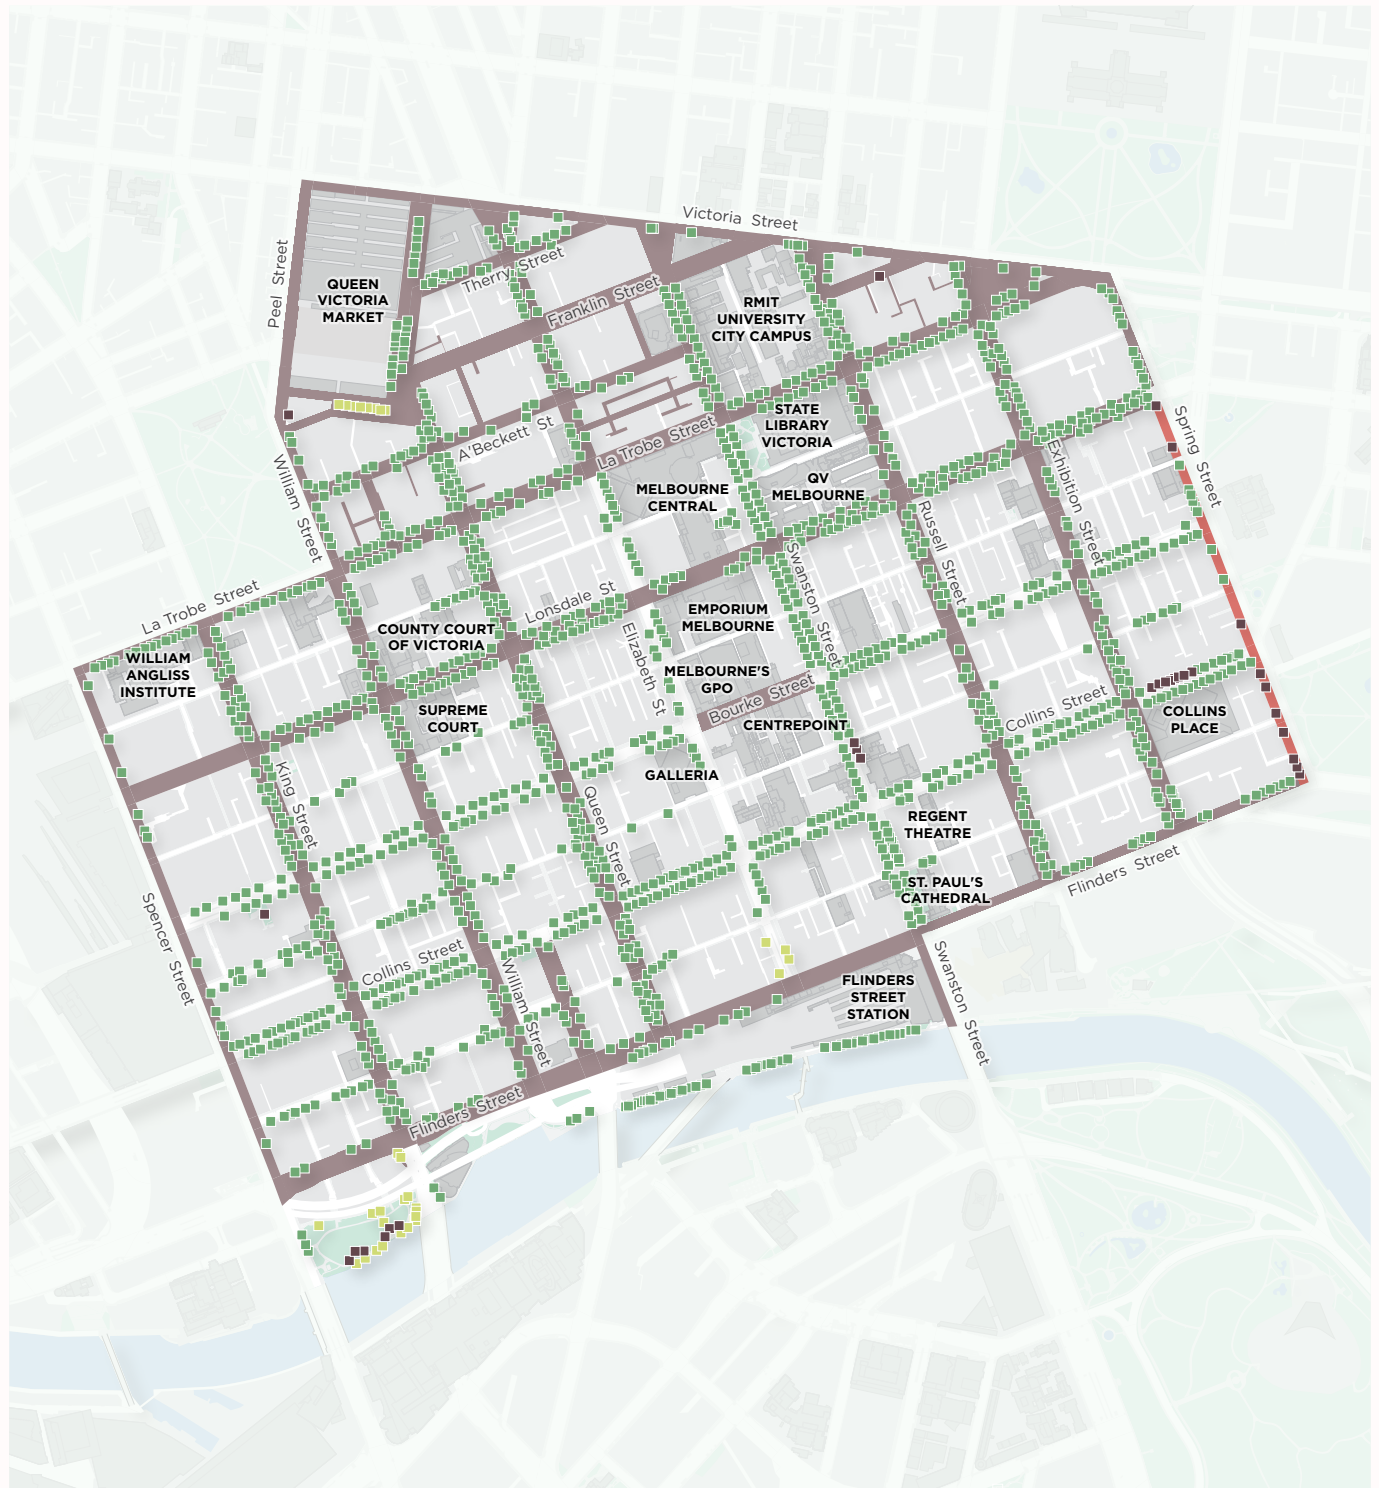 Victoria Street
Peel Street
Therry Street
QUEEN
VICTORIA
MARKET
Franklin Street
RMIT
UNIVERSITY
CITY CAMPUS
A'Beckett St
La Trobe Street
STATE
LIBRARY
VICTORIA
Spring Street
William Street
MELBOURNE
CENTRAL
QV
MELBOURNE
Exhibition Street
Russell Street
La Trobe Street
Lonsdale St
Swanston Street
EMPORIUM
MELBOURNE
COUNTY COURT
OF VICTORIA
Elizabeth St
WILLIAM
ANGLISS
INSTITUTE
MELBOURNE'S
GPO
Bourke Street
SUPREME
COURT
CENTREPOINT
Collins Street
COLLINS
PLACE
King Street
GALLERIA
Queen Street
REGENT
THEATRE
Flinders Street
ST. PAUL'S
CATHEDRAL
Spencer Street
Collins Street
William Street
FLINDERS
STREET
STATION
Swanston Street
Flinders Street